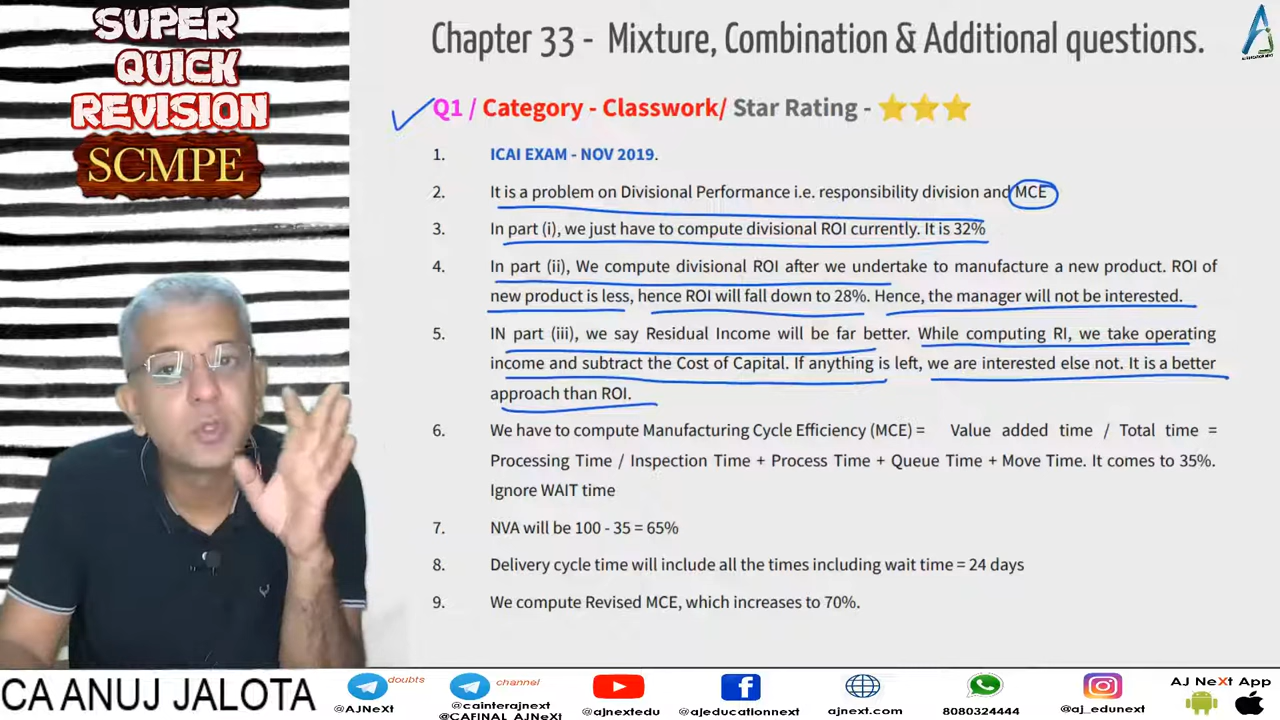 SUPER
QUICK
REVISION
SCMPE
Chapter 33 - Mixture, Combination & Additional questions.
Q1 / Category - Classwork/ Star Rating -
1. ICAI EXAM - NOV 2019.
2. It is a problem on Divisional Performance i.e. responsibility division and MCE
3. In part (i), we just have to compute divisional ROI currently. It is 32%
4. In part (ii), We compute divisional ROI after we undertake to manufacture a new product. ROI of
new product is less, hence ROI will fall down to 28%. Hence, the manager will not be interested.
5. IN part (iii), we say Residual Income will be far better. While computing RI, we take operating
income and subtract the Cost of Capital. If anything is left, we are interested else not. It is a better
approach than ROI.
6. We have to compute Manufacturing Cycle Efficiency (MCE) = Value added time / Total time =
Processing Time / Inspection Time + Process Time + Queue Time + Move Time. It comes to 35%.
Ignore WAIT time
7. NVA will be 100 - 35 = 65%
8. Delivery cycle time will include all the times including wait time = 24 days
9. We compute Revised MCE, which increases to 70%.
CA ANUJ JALOTA
doubts
@AJNeXt
channel
@cainterajnext
@CAFINAL_AJNeXt
@ajnextedu
@ajeducationnext
ajnext.com
8080324444
@aj_edunext
AJ NeXt App